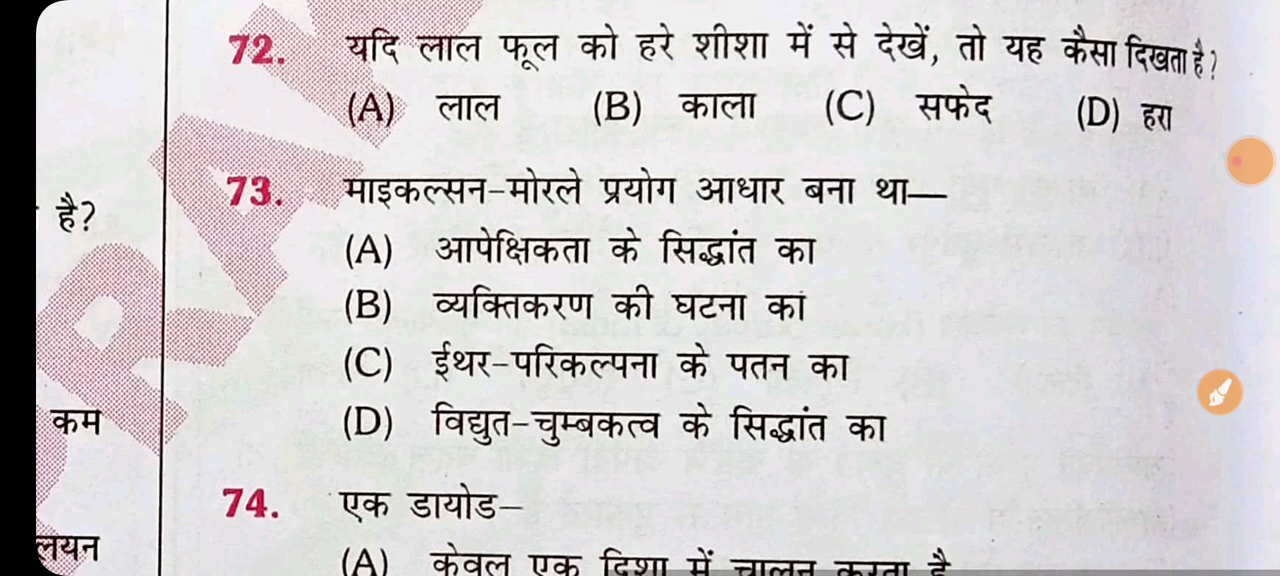 72. यदि लाल फूल को हरे शीशा में से देखें, तो यह कैसा दिखता है?
(A) लाल (B) काला (C) सफेद (D) हरा
73. माइकल्सन-मोरले प्रयोग आधार बना था—
है?
(A) आपेक्षिकता के सिद्धांत का
(B) व्यक्तिकरण की घटना का
(C) ईथर-परिकल्पना के पतन का
कम
(D) विद्युत-चुम्बकत्व के सिद्धांत का
74. एक डायोड–
लयन
(A) केवल एक दिशा में चालन करता है